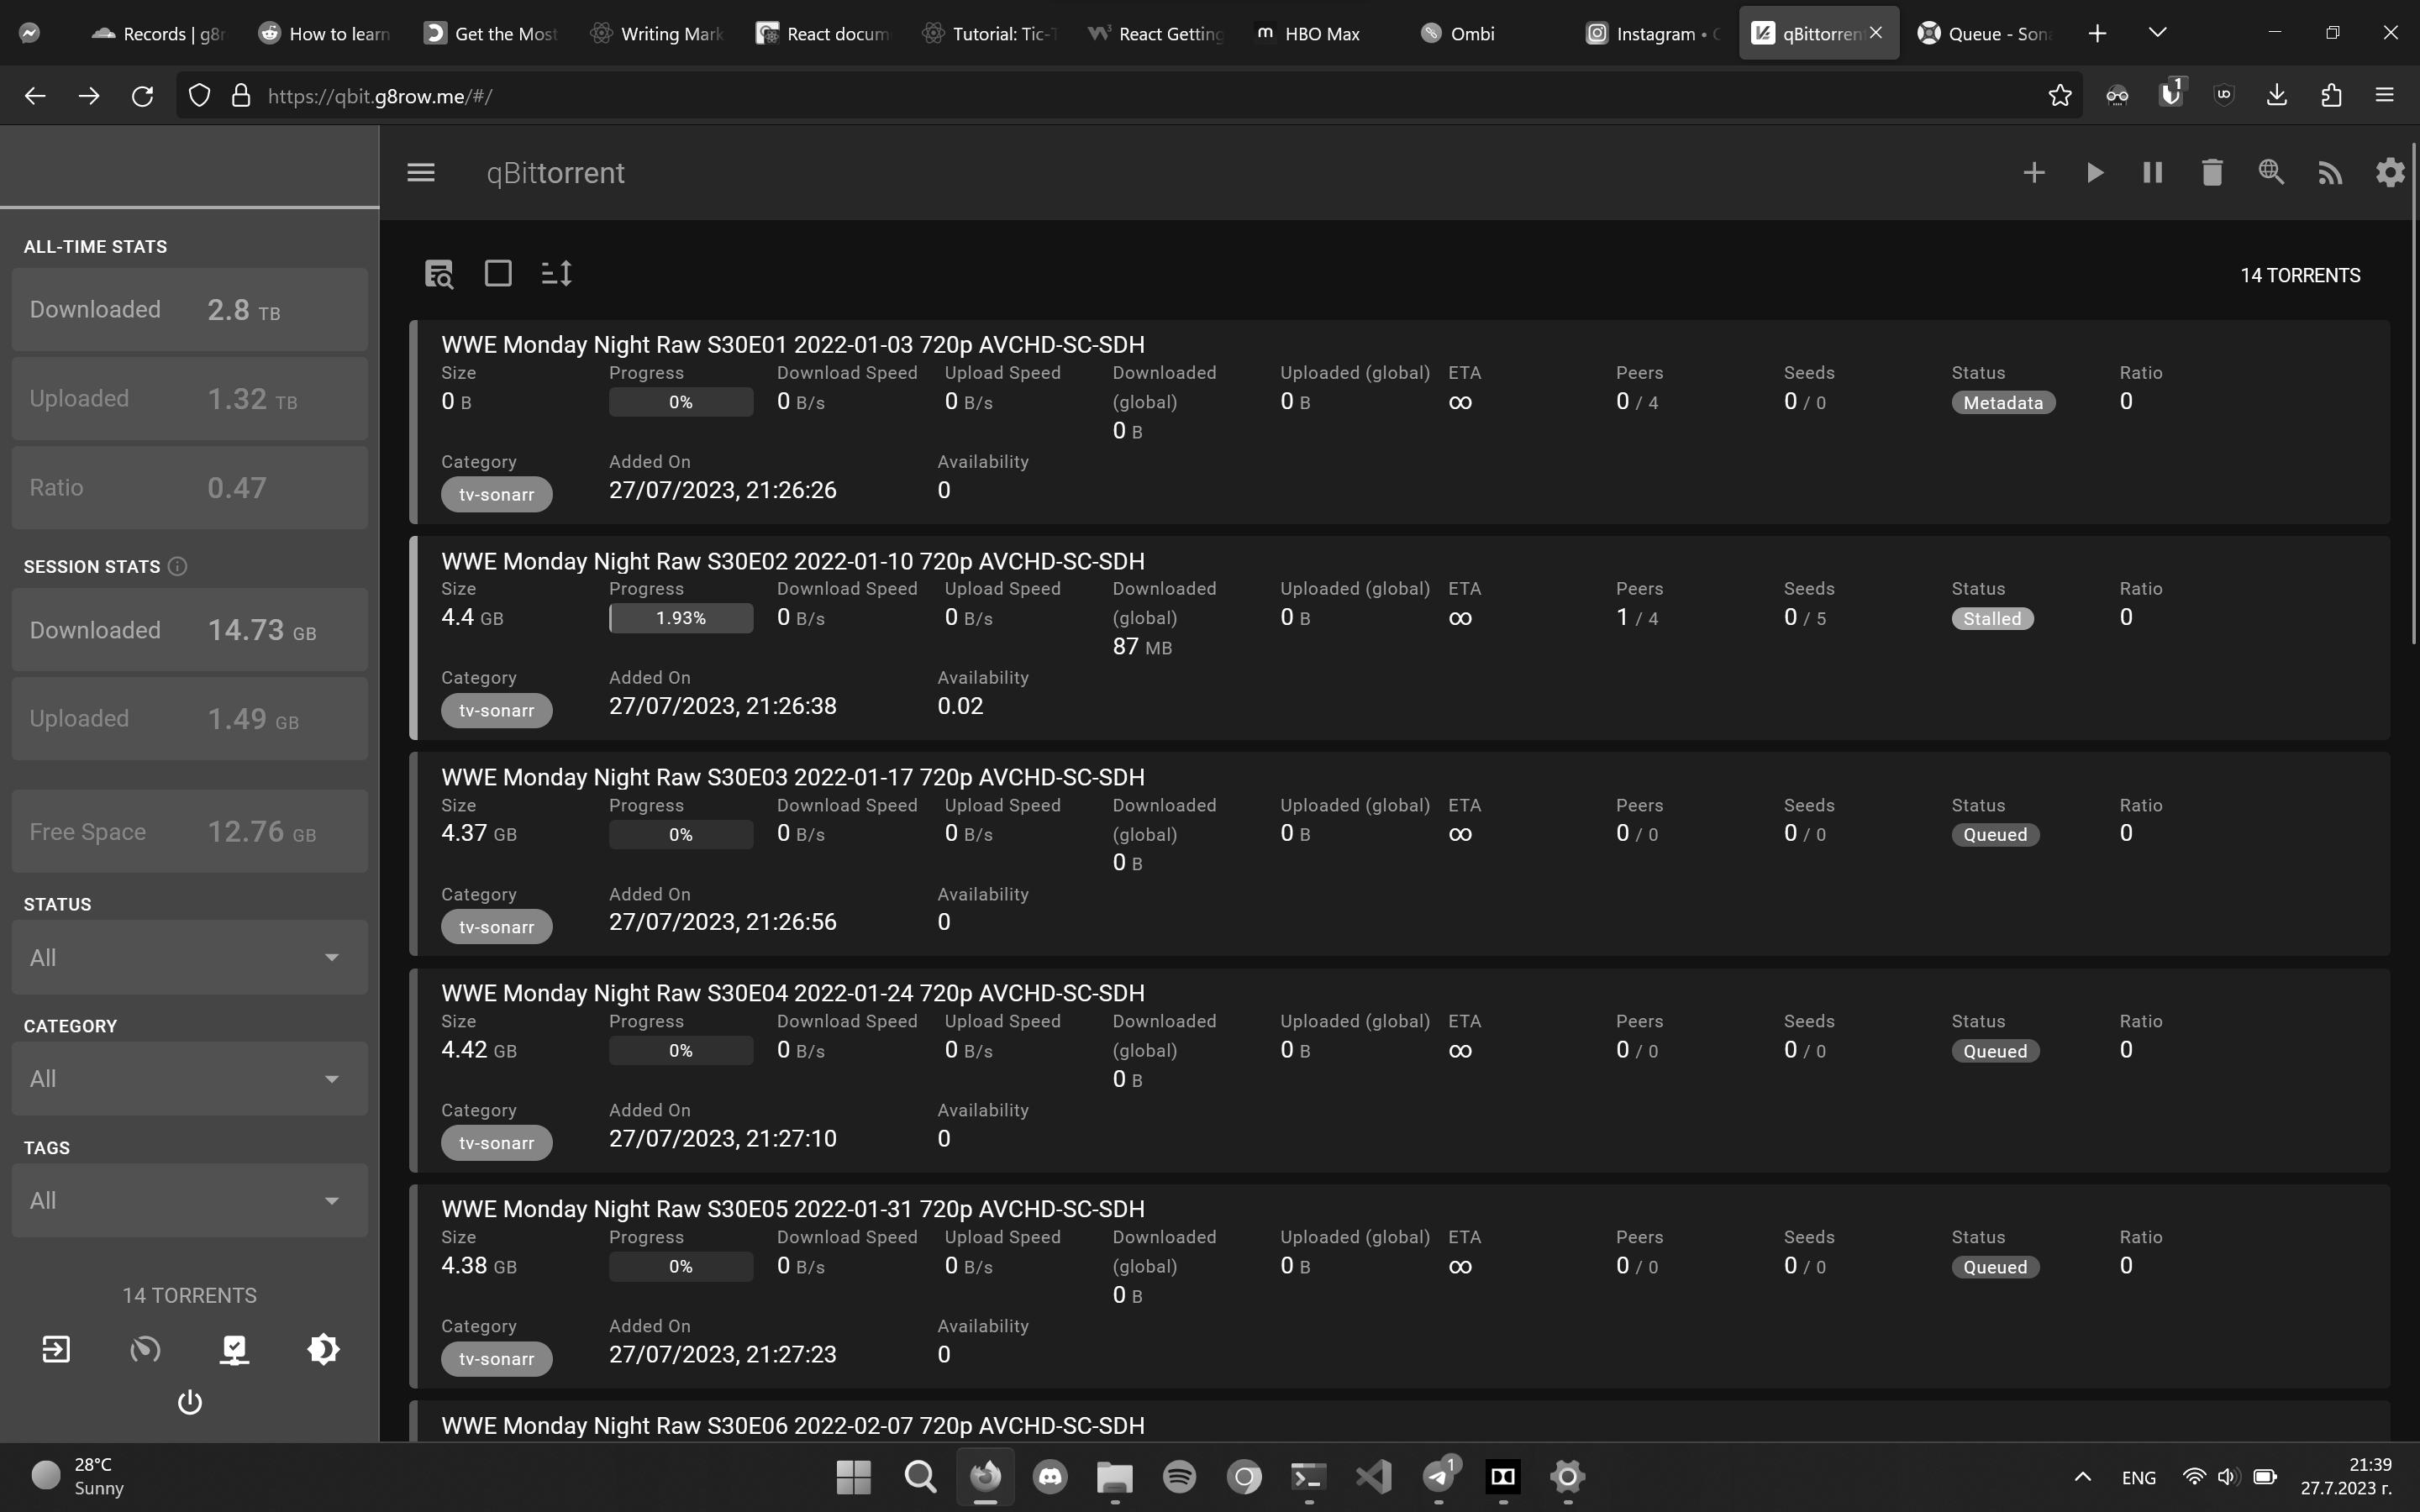 Records | g8r
How to learn
Get the Most
Writing Mark
React docum
Tutorial: Tic-T
React Getting
HBO Max
Ombi
Instagram •
qBittorren
Queue - Son
https://qbit.g8row.me/#/
1
qBittorrent
ALL-TIME STATS
Downloaded 2.8 TB
Uploaded 1.32 TB
Ratio 0.47
SESSION STATS
Downloaded 14.73 GB
Uploaded 1.49 GB
Free Space 12.76 GB
STATUS
All
CATEGORY
All
TAGS
All
14 TORRENTS
14 TORRENTS
WWE Monday Night Raw S30E01 2022-01-03 720p AVCHD-SC-SDH
Size Progress Download Speed Upload Speed Downloaded (global) Uploaded (global) ETA Peers Seeds Status Ratio
0 B 0% 0 B/s 0 B/s 0 B 0 B ∞ 0 / 4 0 / 0 Metadata 0
Category Added On Availability
tv-sonarr 27/07/2023, 21:26:26 0
WWE Monday Night Raw S30E02 2022-01-10 720p AVCHD-SC-SDH
Size Progress Download Speed Upload Speed Downloaded (global) Uploaded (global) ETA Peers Seeds Status Ratio
4.4 GB 1.93% 0 B/s 0 B/s 87 MB 0 B ∞ 1 / 4 0 / 5 Stalled 0
Category Added On Availability
tv-sonarr 27/07/2023, 21:26:38 0.02
WWE Monday Night Raw S30E03 2022-01-17 720p AVCHD-SC-SDH
Size Progress Download Speed Upload Speed Downloaded (global) Uploaded (global) ETA Peers Seeds Status Ratio
4.37 GB 0% 0 B/s 0 B/s 0 B 0 B ∞ 0 / 0 0 / 0 Queued 0
Category Added On Availability
tv-sonarr 27/07/2023, 21:26:56 0
WWE Monday Night Raw S30E04 2022-01-24 720p AVCHD-SC-SDH
Size Progress Download Speed Upload Speed Downloaded (global) Uploaded (global) ETA Peers Seeds Status Ratio
4.42 GB 0% 0 B/s 0 B/s 0 B 0 B ∞ 0 / 0 0 / 0 Queued 0
Category Added On Availability
tv-sonarr 27/07/2023, 21:27:10 0
WWE Monday Night Raw S30E05 2022-01-31 720p AVCHD-SC-SDH
Size Progress Download Speed Upload Speed Downloaded (global) Uploaded (global) ETA Peers Seeds Status Ratio
4.38 GB 0% 0 B/s 0 B/s 0 B 0 B ∞ 0 / 0 0 / 0 Queued 0
Category Added On Availability
tv-sonarr 27/07/2023, 21:27:23 0
WWE Monday Night Raw S30E06 2022-02-07 720p AVCHD-SC-SDH
28°C
Sunny
1
ENG
21:39
27.7.2023 г.